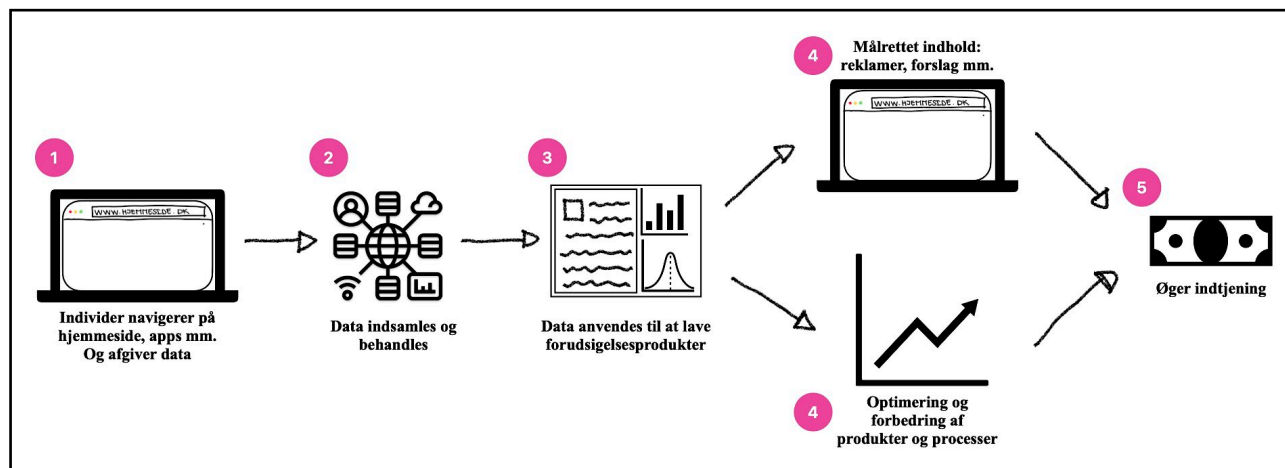 1
WWW.HJEMMESIDE.DK
Individer navigerer på
hjemmeside, apps mm.
Og afgiver data
2
Data indsamles og
behandles
3
Data anvendes til at lave
forudsigelsesprodukter
4
Målrettet indhold:
reklamer, forslag mm.
WWW.HJEMMESIDE.DK
4
Optimering og
forbedring af
produkter og processer
5
Øger indtjening